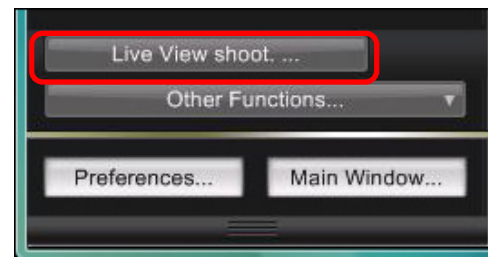 Live View shoot. ...
Other Functions...
Preferences... Main Window...